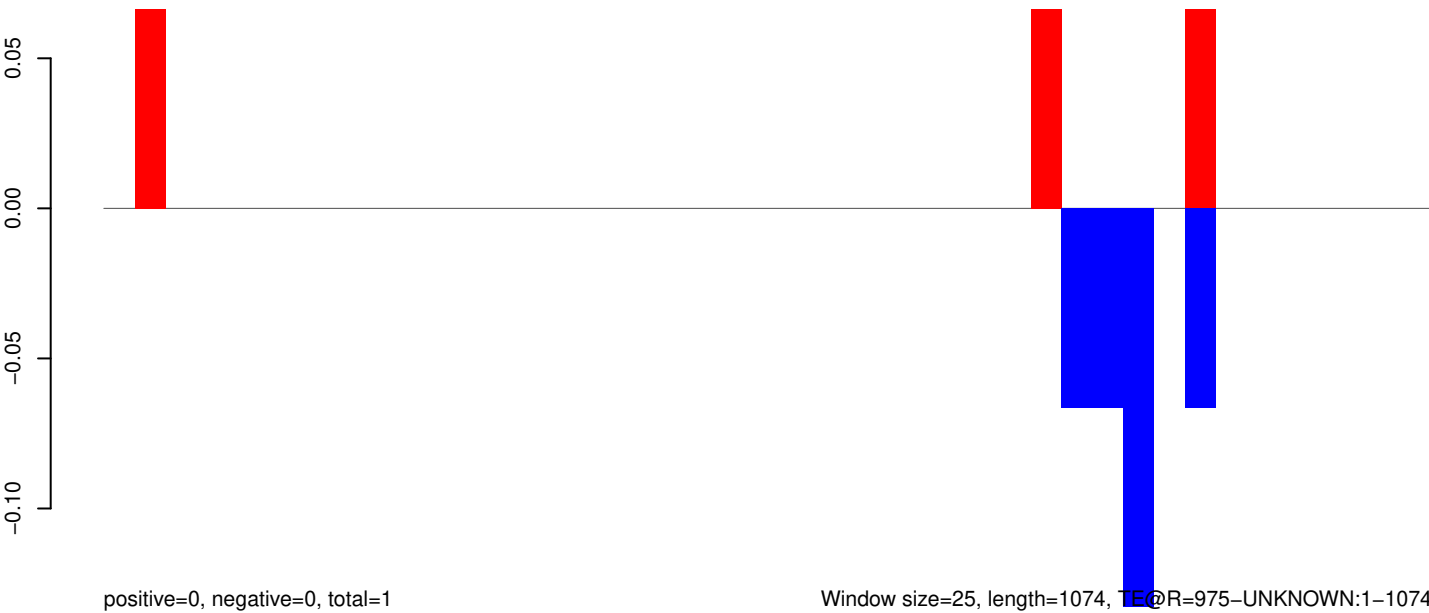 0.05
0.00
−0.05
−0.10
positive=0, negative=0, total=1
Window size=25, length=1074, TE@R=975−UNKNOWN:1−1074